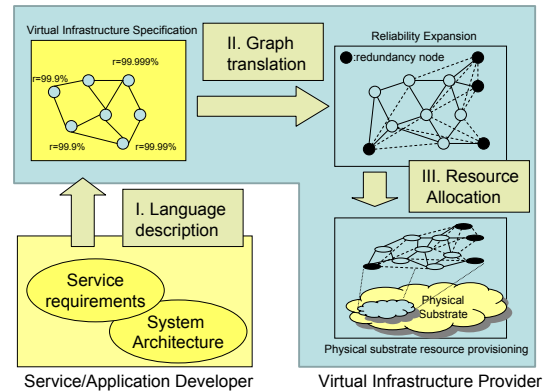 Virtual Infrastructure Specification
r=99.999%
r=99.9%
r=99.9%
r=99.99%
II. Graph
translation
Reliability Expansion
:redundancy node
III. Resource
Allocation
I. Language
description
Service
requirements
System
Architecture
Physical
Substrate
Physical substrate resource provisioning
Service/Application Developer
Virtual Infrastructure Provider